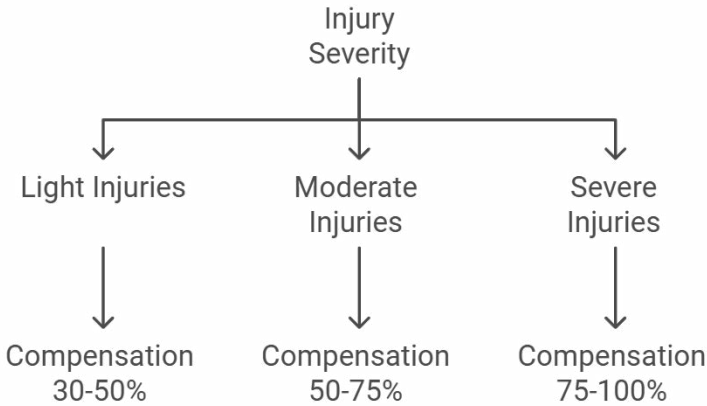 Injury
Severity
Light Injuries
Moderate
Injuries
Severe
Injuries
Compensation
30-50%
Compensation
50-75%
Compensation
75-100%